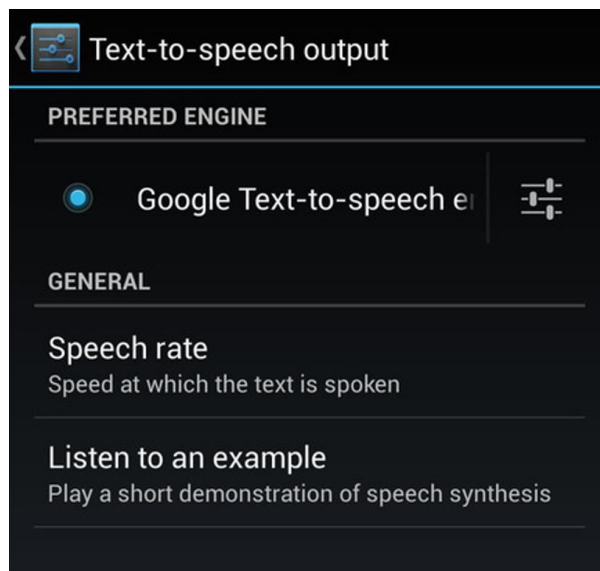 Text-to-speech output
PREFERRED ENGINE
Google Text-to-speech e
GENERAL
Speech rate
Speed at which the text is spoken
Listen to an example
Play a short demonstration of speech synthesis